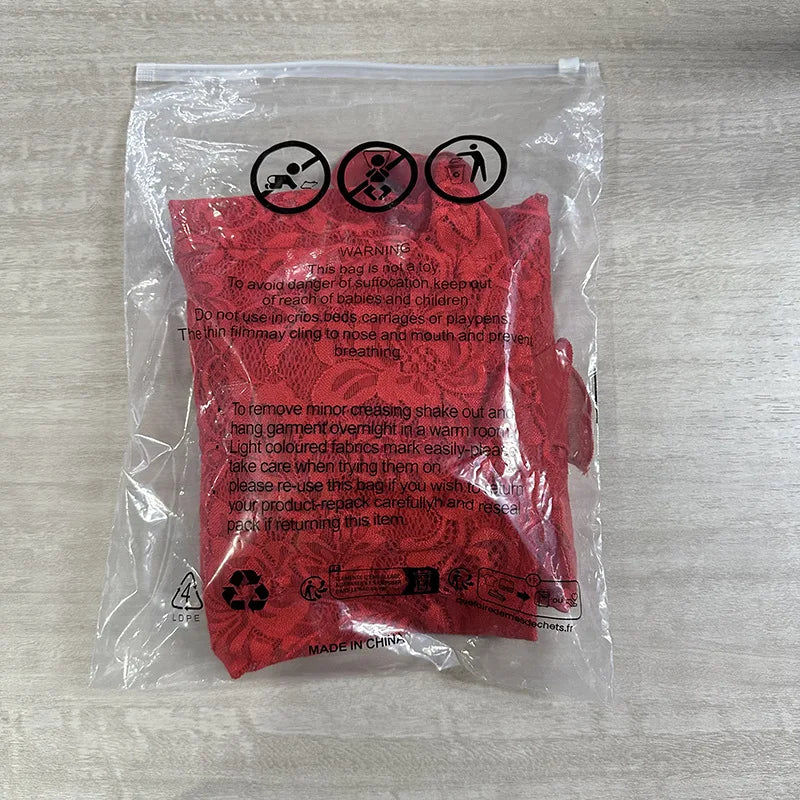 WARNING
This bag is not a toy.
To avoid danger of suffocation,keep out
of reach of babies and children
Do not use in cribs,beds,carriages or playpens
The thin filmmay cling to nose and mouth and prevent
breathing.
• To remove minor creasing shake out and
hang garment overnight in a warm room
• Light coloured fabrics mark easily-please
take care when trying them on.
• please re-use this bag if you wish to return
your product-repack carefullyh and reseal
pack if returning this item.
4
LDPE
OU
MADE IN CHINA